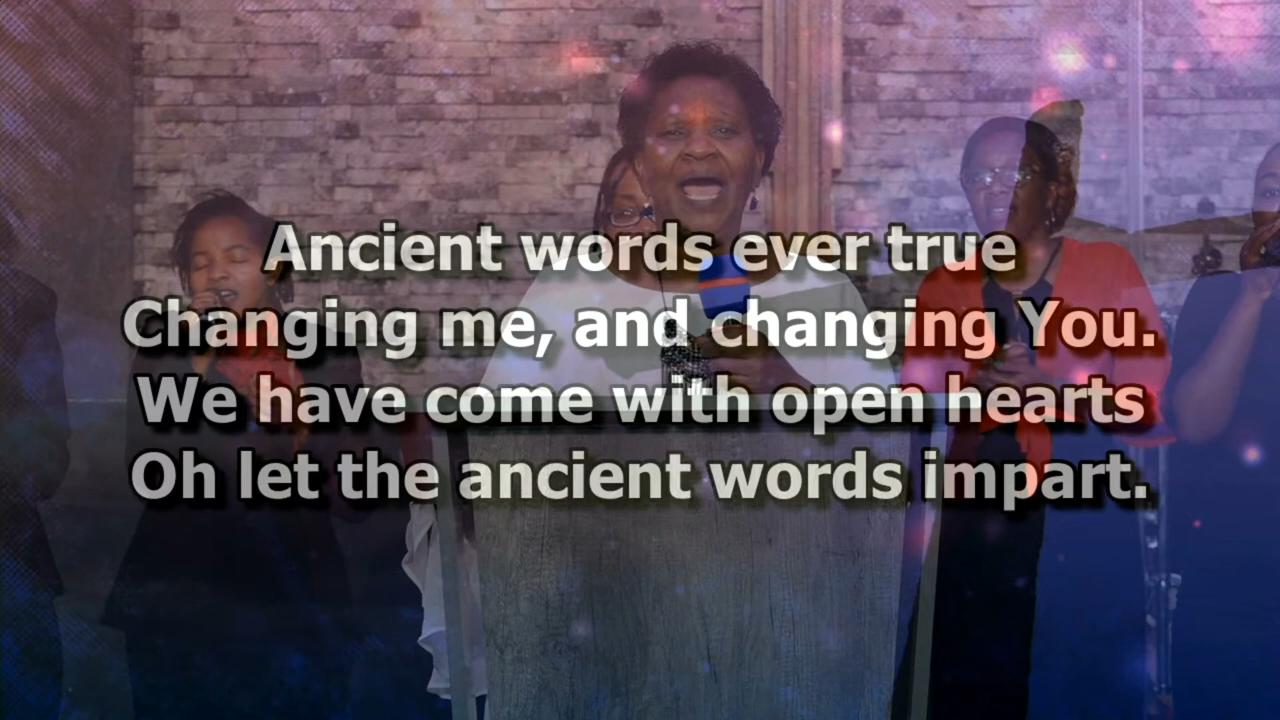 Ancient words ever true
Changing me, and changing You.
We have come with open hearts
Oh let the ancient words impart.